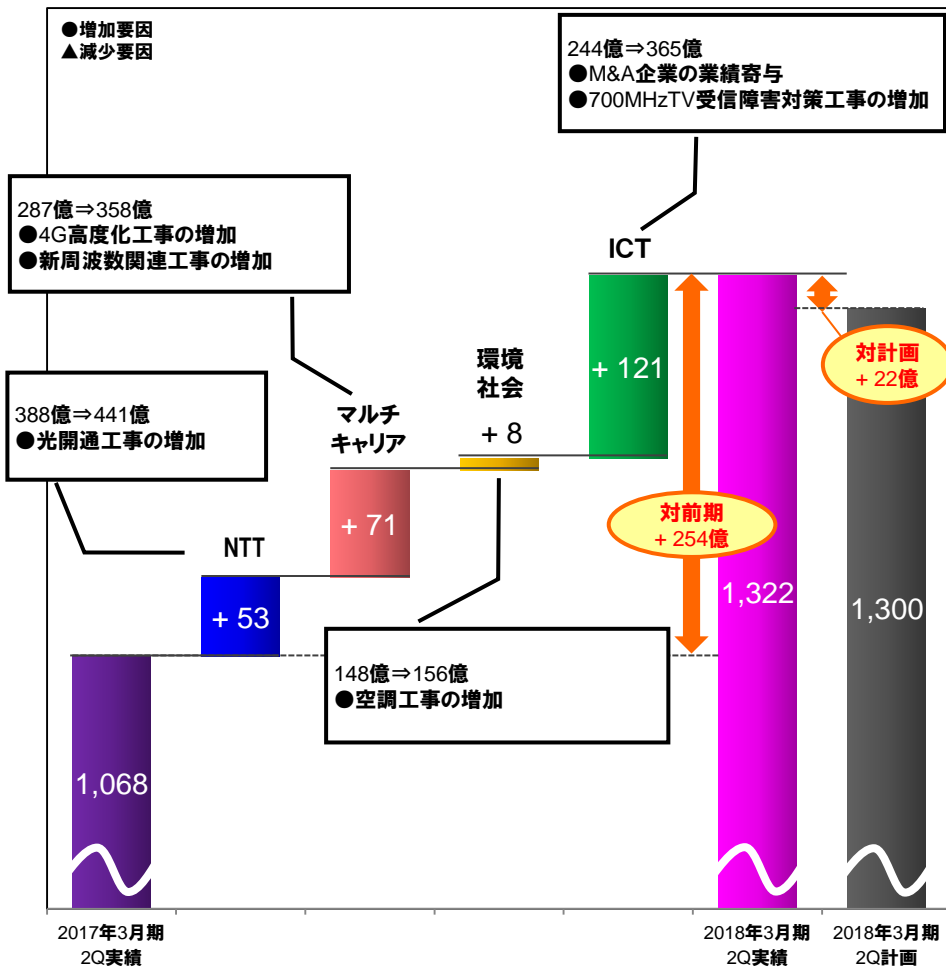 ●増加要因
▲減少要因
244億⇒365億
●M&A企業の業績寄与
●700MHzTV受信障害対策工事の増加
287億⇒358億
●4G高度化工事の増加
●新周波数関連工事の増加
388億⇒441億
●光開通工事の増加
ICT
環境
社会
マルチ
キャリア
NTT
+ 121
+ 8
+ 71
+ 53
対計画
+ 22億
対前期
+ 254億
148億⇒156億
●空調工事の増加
1,068
1,322
1,300
2017年3月期
2Q実績
2018年3月期
2Q実績
2018年3月期
2Q計画